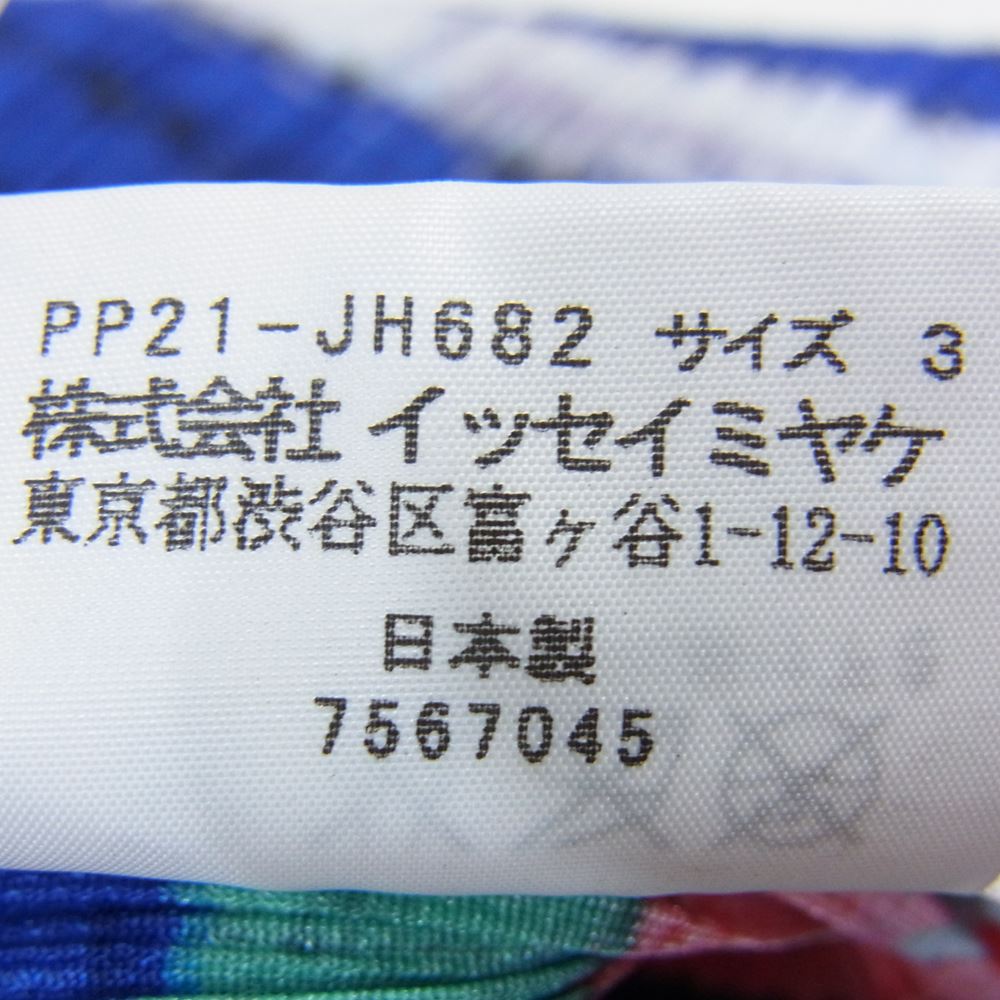 PP21-JH682 サイズ 3
株式会社 イッセイミヤケ
東京都渋谷区富ヶ谷1-12-10
日本製
7567045